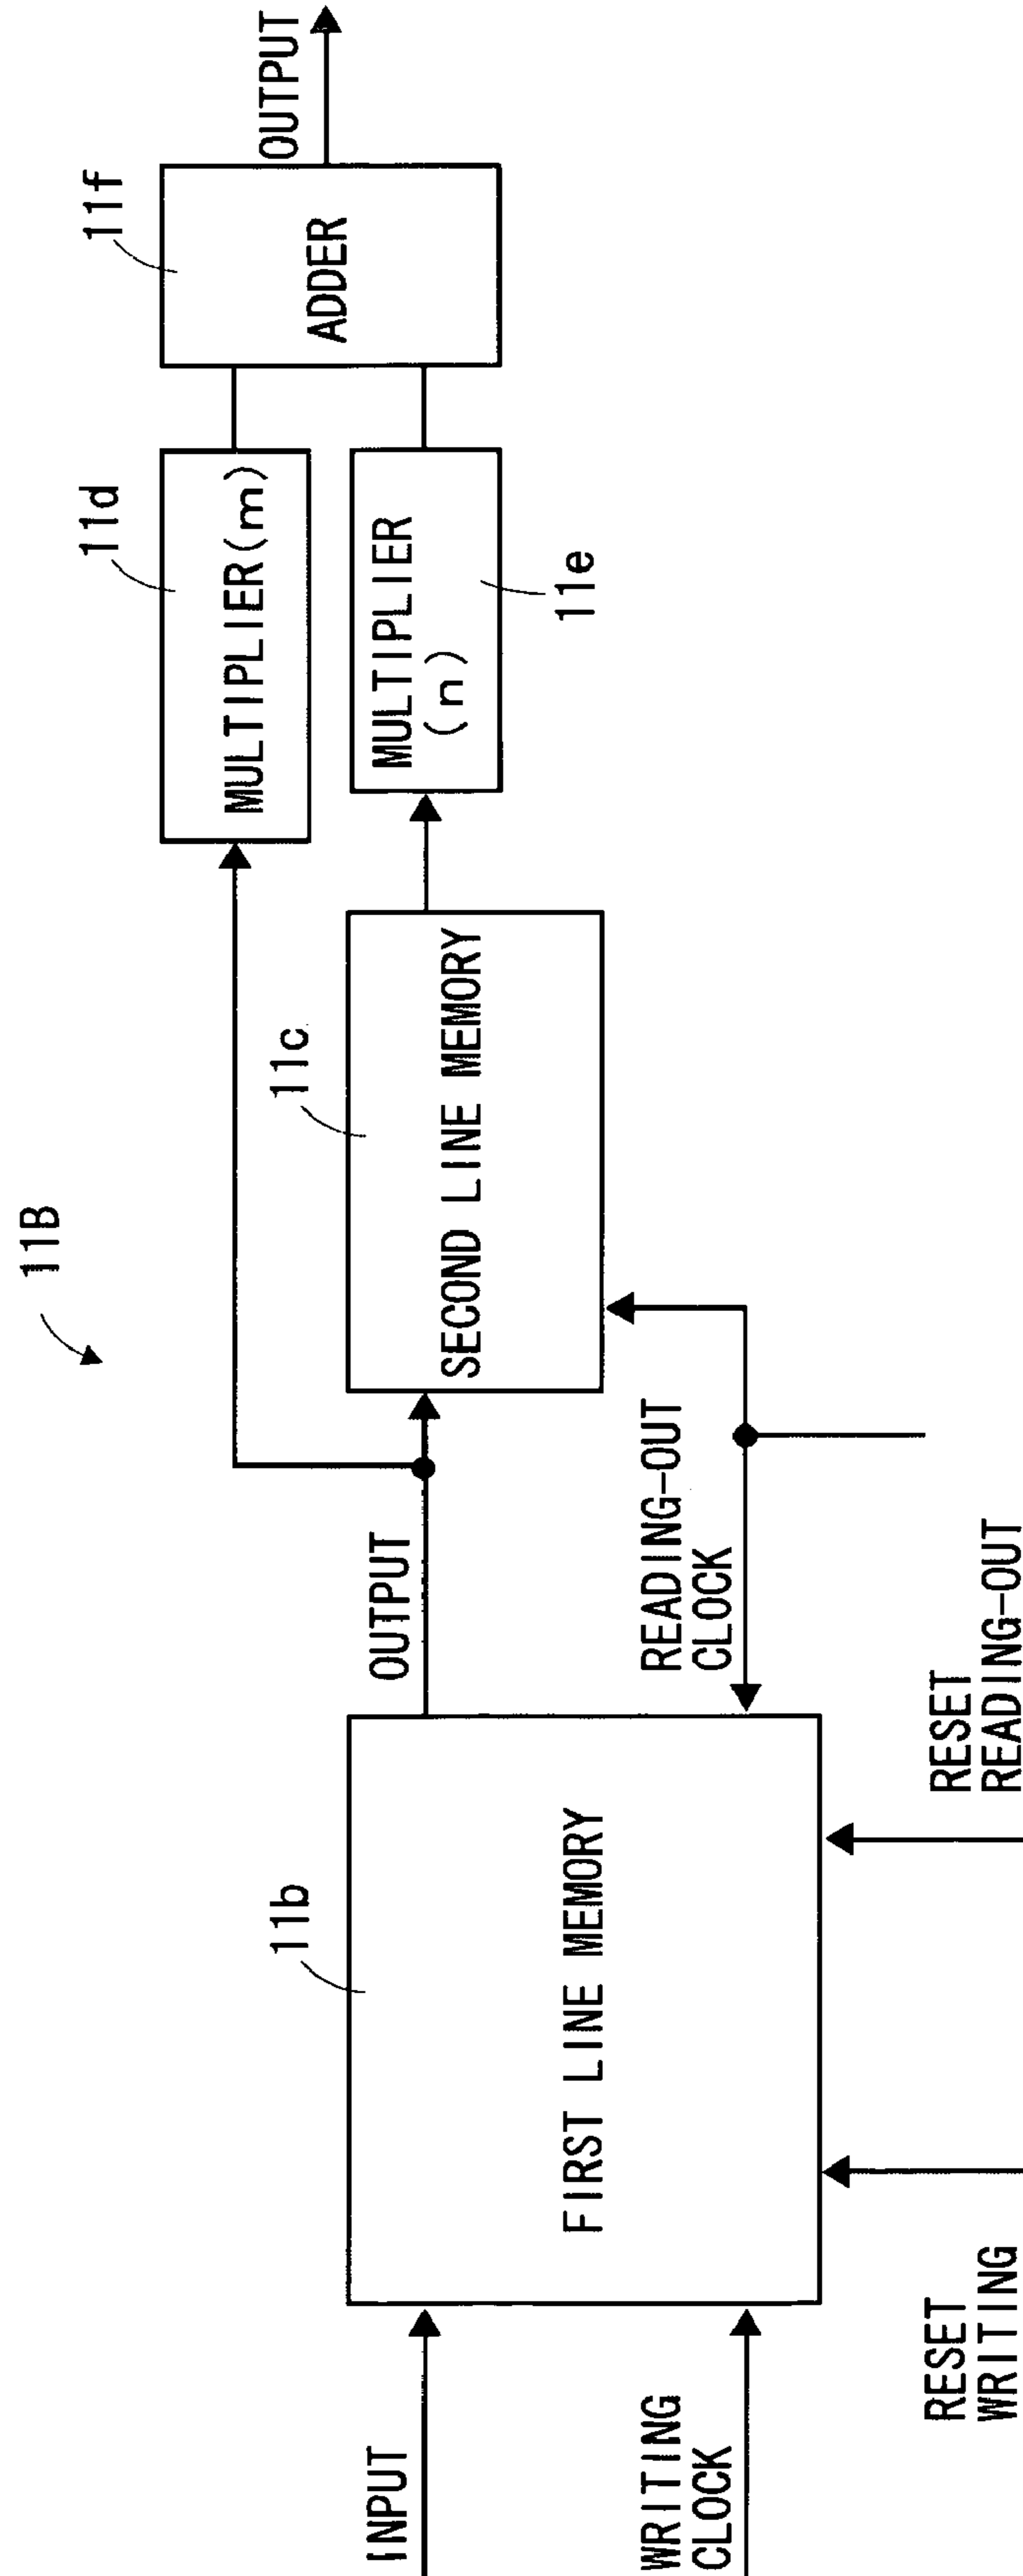 11B
INPUT
WRITING
CLOCK
RESET
WRITING
11b
FIRST LINE MEMORY
RESET
READING-OUT
OUTPUT
READING-OUT
CLOCK
11c
SECOND LINE MEMORY
11d
MULTIPLIER(m)
MULTIPLIER
(n)
11e
11f
ADDER
OUTPUT